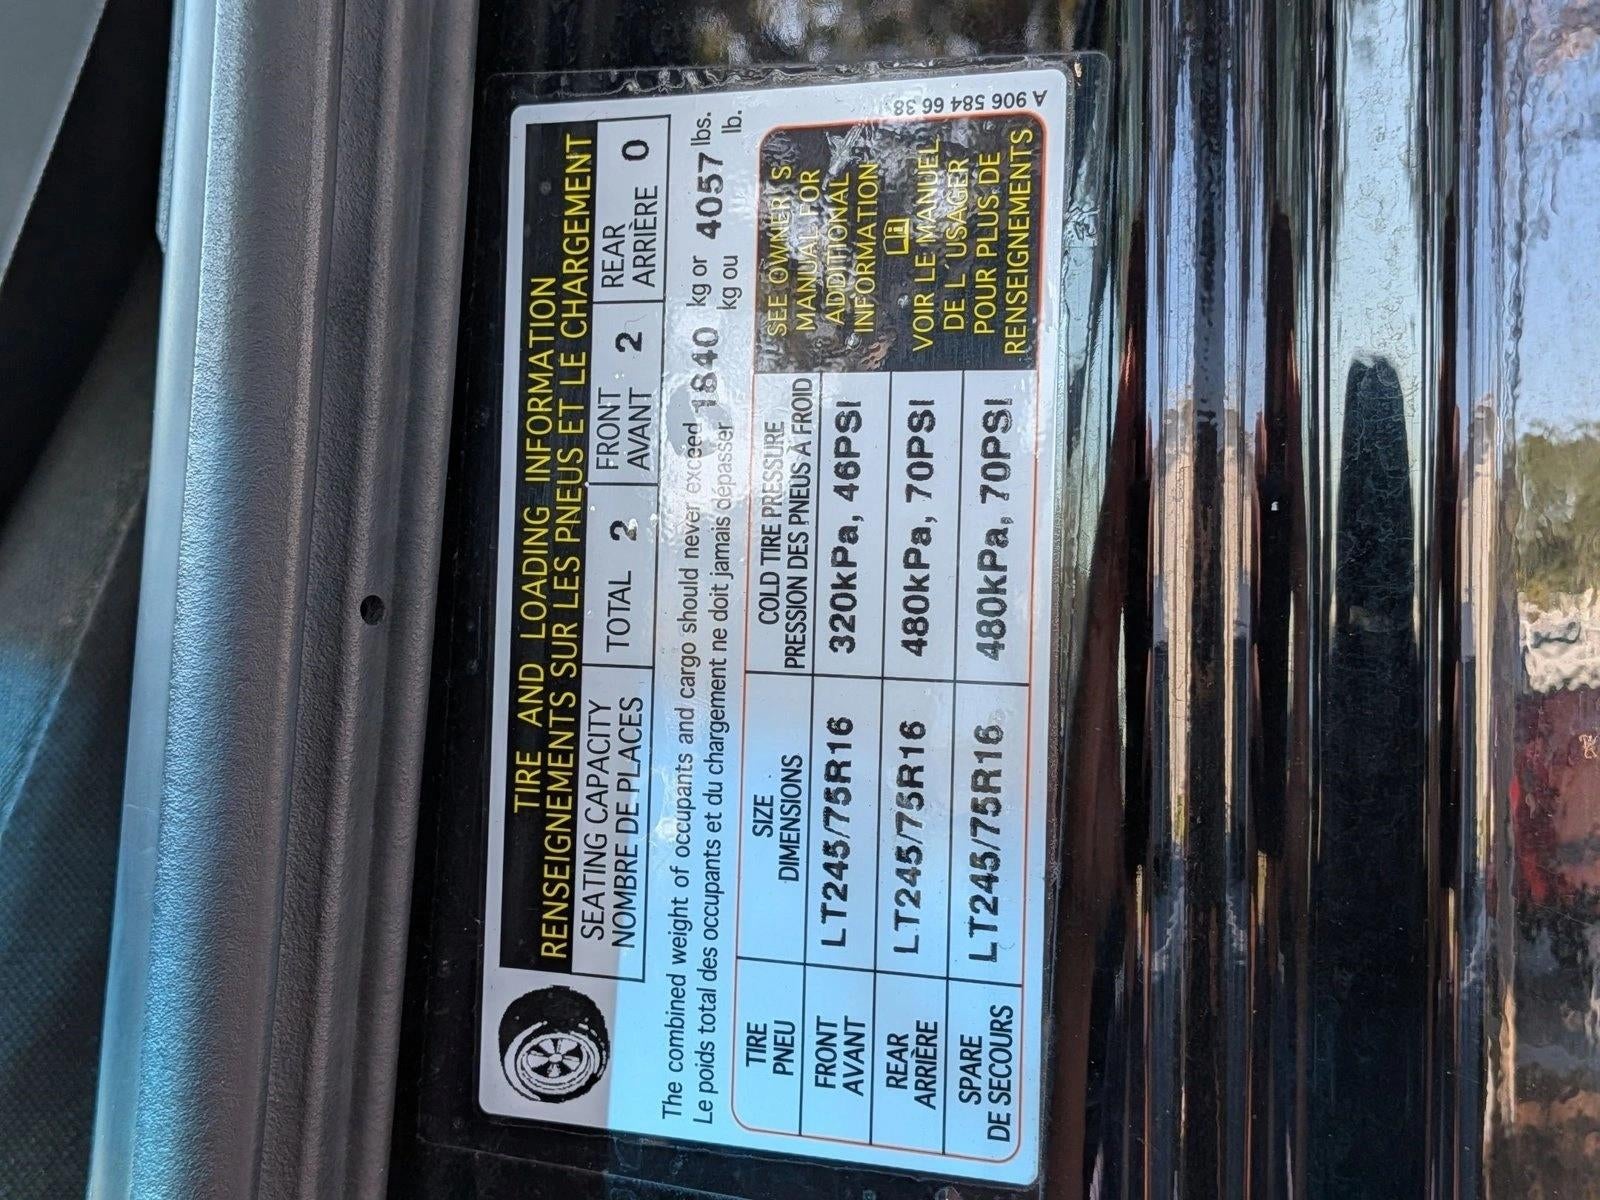 TIRE AND LOADING INFORMATION
RENSEIGNEMENTS SUR LES PNEUS ET LE CHARGEMENT
SEATING CAPACITY
NOMBRE DE PLACES
TOTAL 2
FRONT
AVANT 2
REAR
ARRIÈRE 0
The combined weight of occupants and cargo should never exceed 1840 kg or 4057 lbs.
Le poids total des occupants et du chargement ne doit jamais dépasser kg ou lb.
TIRE
PNEU
SIZE
DIMENSIONS
COLD TIRE PRESSURE
PRESSION DES PNEUS À FROID
FRONT
AVANT
LT245/75R16
320kPa, 46PSI
REAR
ARRIÈRE
LT245/75R16
480kPa, 70PSI
SPARE
DE SECOURS
LT245/75R16
480kPa, 70PSI
SEE OWNER'S
MANUAL FOR
ADDITIONAL
INFORMATION
VOIR LE MANUEL
DE L´USAGER
POUR PLUS DE
RENSEIGNEMENTS
A 906 584 66 38